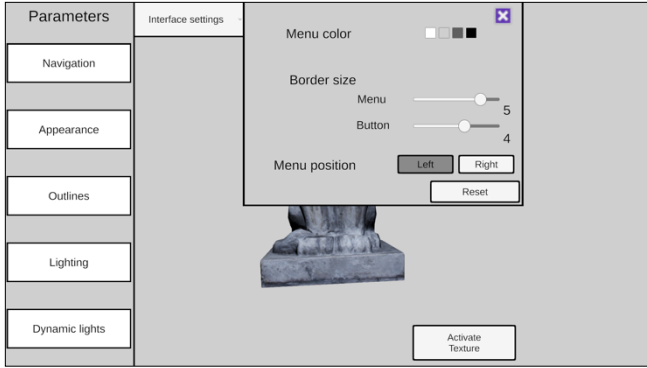 Parameters
Navigation
Appearance
Outlines
Lighting
Dynamic lights
Interface settings
Menu color
Border size
Menu
5
Button
4
Menu position
Left
Right
Reset
Activate
Texture